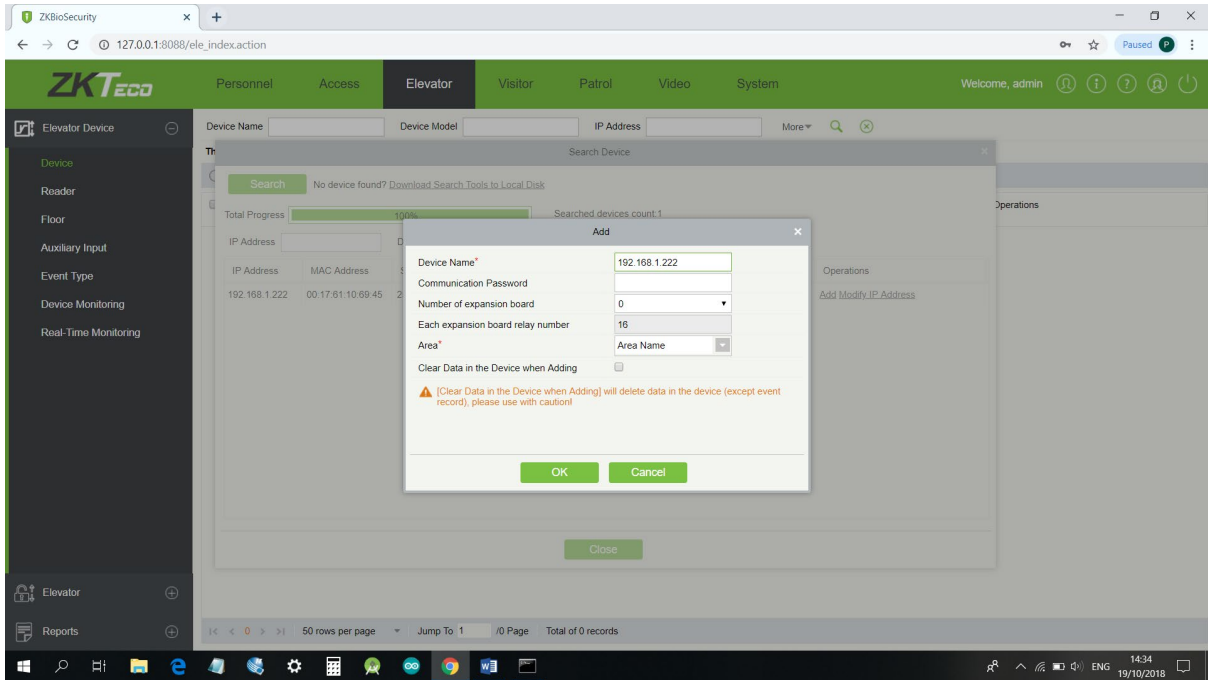 ZKBioSecurity
127.0.0.1:8088/ele_index.action
Paused P
ZKTeco Personnel Access Elevator Visitor Patrol Video System Welcome, admin
Elevator Device
Device Name Device Model IP Address More
Th Search Device
Device
Search No device found? Download Search Tools to Local Disk
Reader
Operations
Floor
Total Progress 100% Searched devices count:1
Auxiliary Input
IP Address D
Add
Event Type
IP Address MAC Address S Operations
Device Name* 192.168.1.222
Communication Password
Device Monitoring
192.168.1.222 00:17:61:10:69:45 2 Add Modify IP Address
Number of expansion board 0
Real-Time Monitoring
Each expansion board relay number 16
Area* Area Name
Clear Data in the Device when Adding
[Clear Data in the Device when Adding] will delete data in the device (except event
record), please use with caution!
OK Cancel
Close
Elevator
Reports
0 50 rows per page Jump To 1 /0 Page Total of 0 records
ENG 14:34
19/10/2018